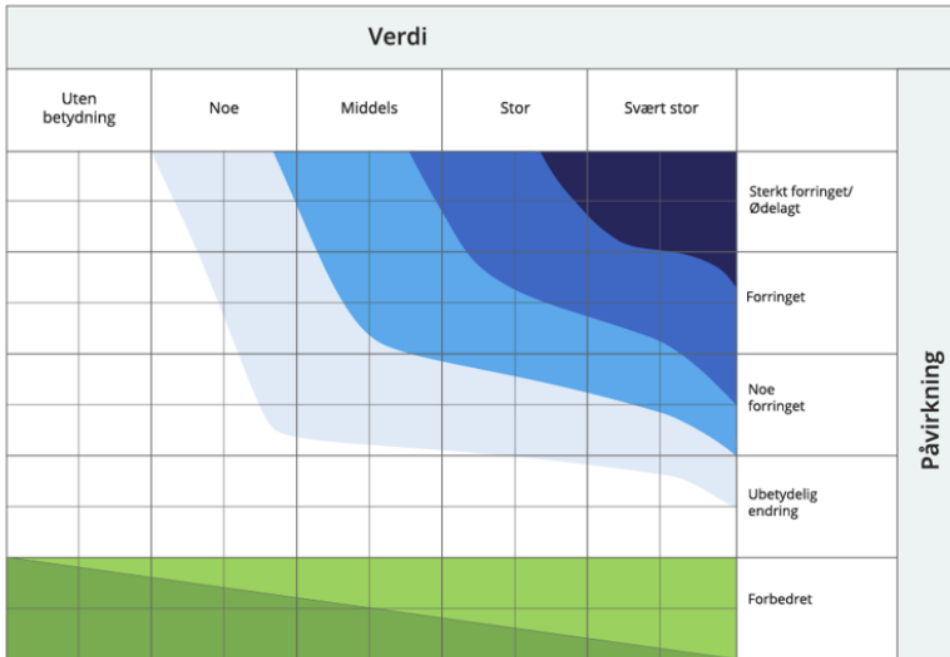 Verdi
Uten
betydning
Noe
Middels
Stor
Svært stor
Sterkt forringet/
Ødelagt
Forringet
Noe
forringet
Ubetydelig
endring
Forbedret
Påvirkning